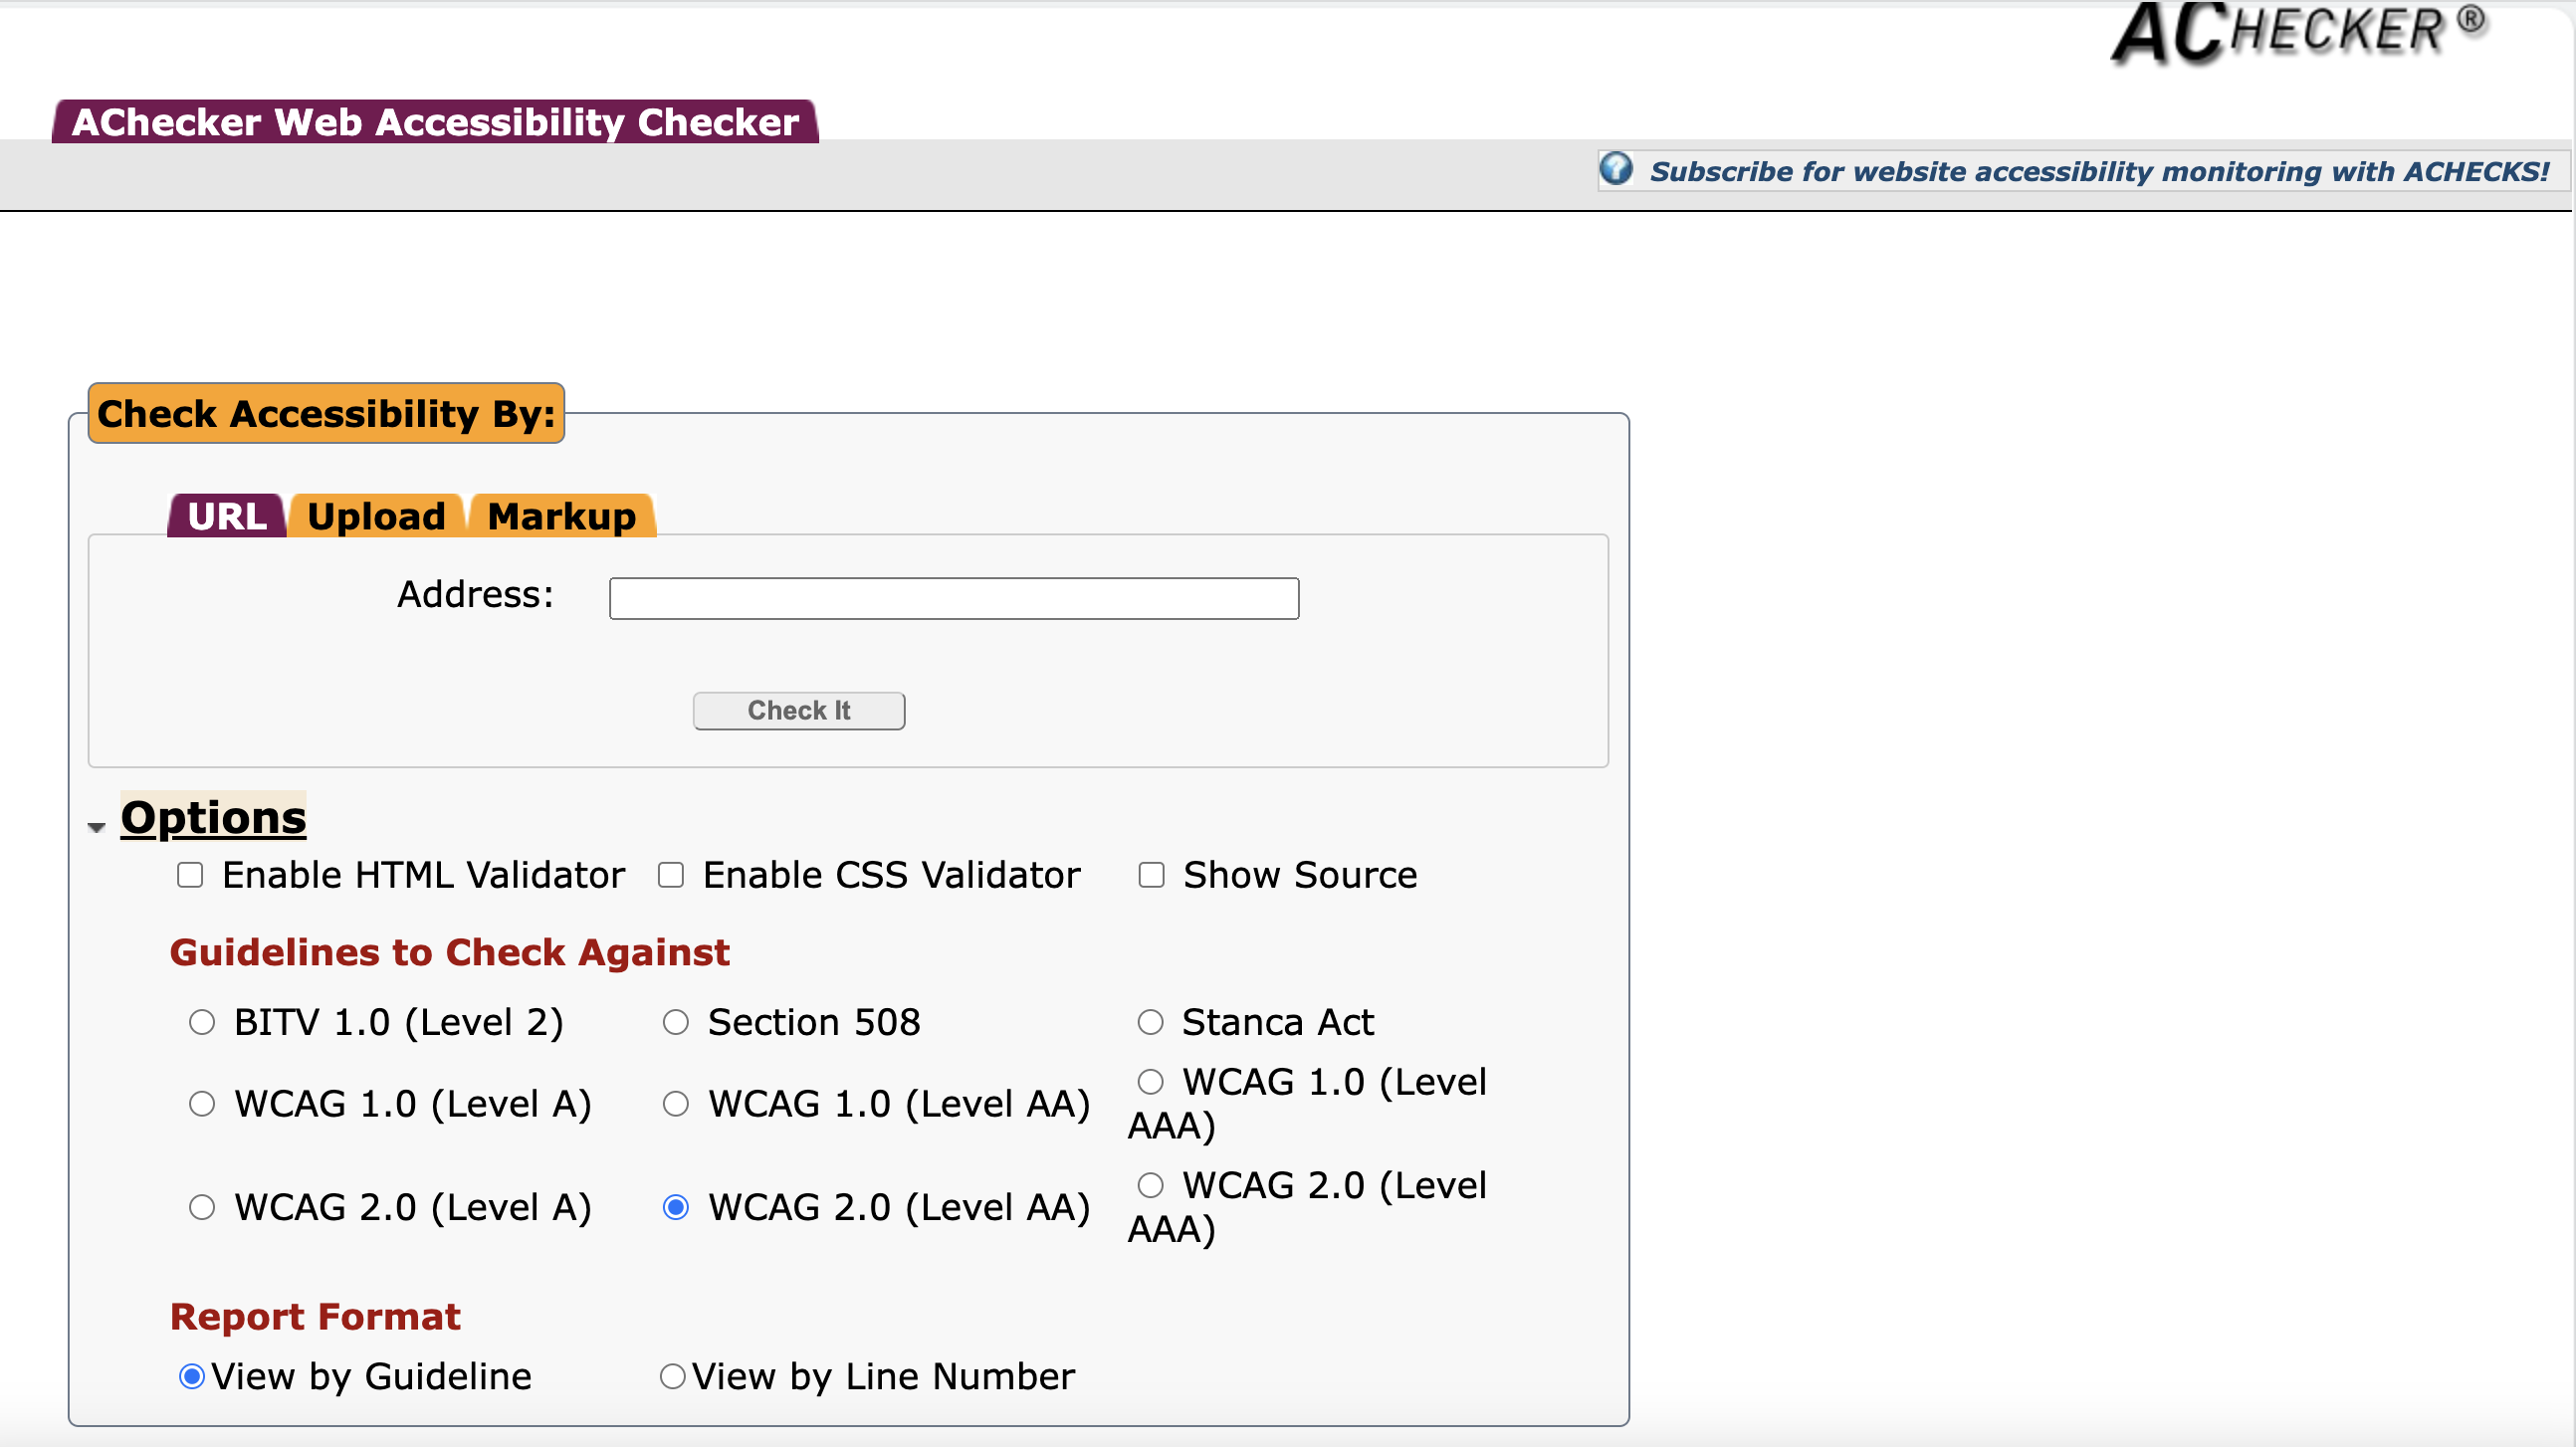 ACHECKER®
AChecker Web Accessibility Checker
Subscribe for website accessibility monitoring with ACHECKS!
Check Accessibility By:
URL Upload Markup
Address:
Check It
Options
Enable HTML Validator Enable CSS Validator Show Source
Guidelines to Check Against
BITV 1.0 (Level 2) Section 508 Stanca Act
WCAG 1.0 (Level A) WCAG 1.0 (Level AA) WCAG 1.0 (Level
AAA)
WCAG 2.0 (Level A) WCAG 2.0 (Level AA) WCAG 2.0 (Level
AAA)
Report Format
View by Guideline View by Line Number